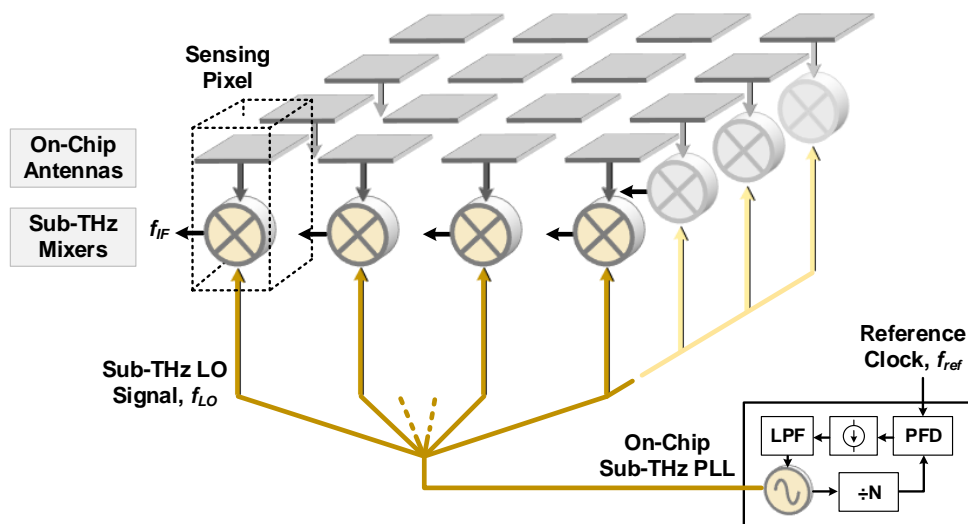 Sensing
Pixel
On-Chip
Antennas
Sub-THz
Mixers
f_IF
Sub-THz LO
Signal, f_LO
Reference
Clock, f_ref
On-Chip
Sub-THz PLL
LPF
PFD
÷N